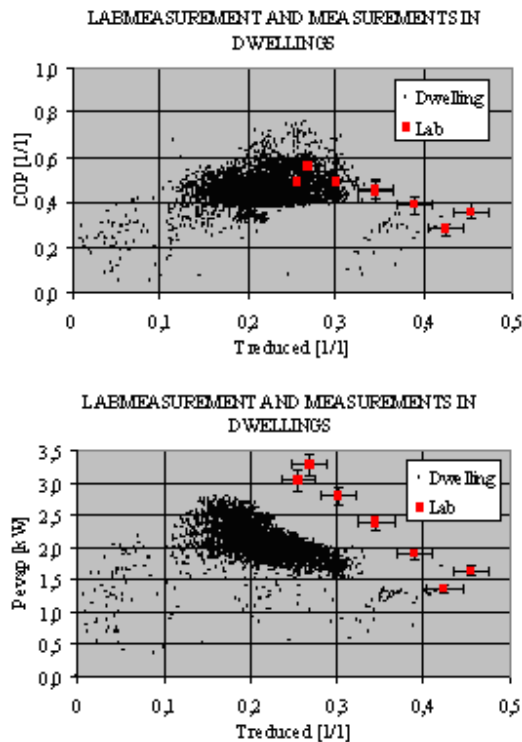 LABMEASUREMENT AND MEASUREMENTS IN
DWELLINGS
1,0
0,8
0,6
0,4
0,2
0,0
COP [1/1]
Dwelling
Lab
0 0,1 0,2 0,3 0,4 0,5
Treduced [1/1]
LABMEASUREMENT AND MEASUREMENTS IN
DWELLINGS
3,5
3,0
2,5
2,0
1,5
1,0
0,5
0,0
Pevap [kW]
Dwelling
Lab
0 0,1 0,2 0,3 0,4 0,5
Treduced [1/1]